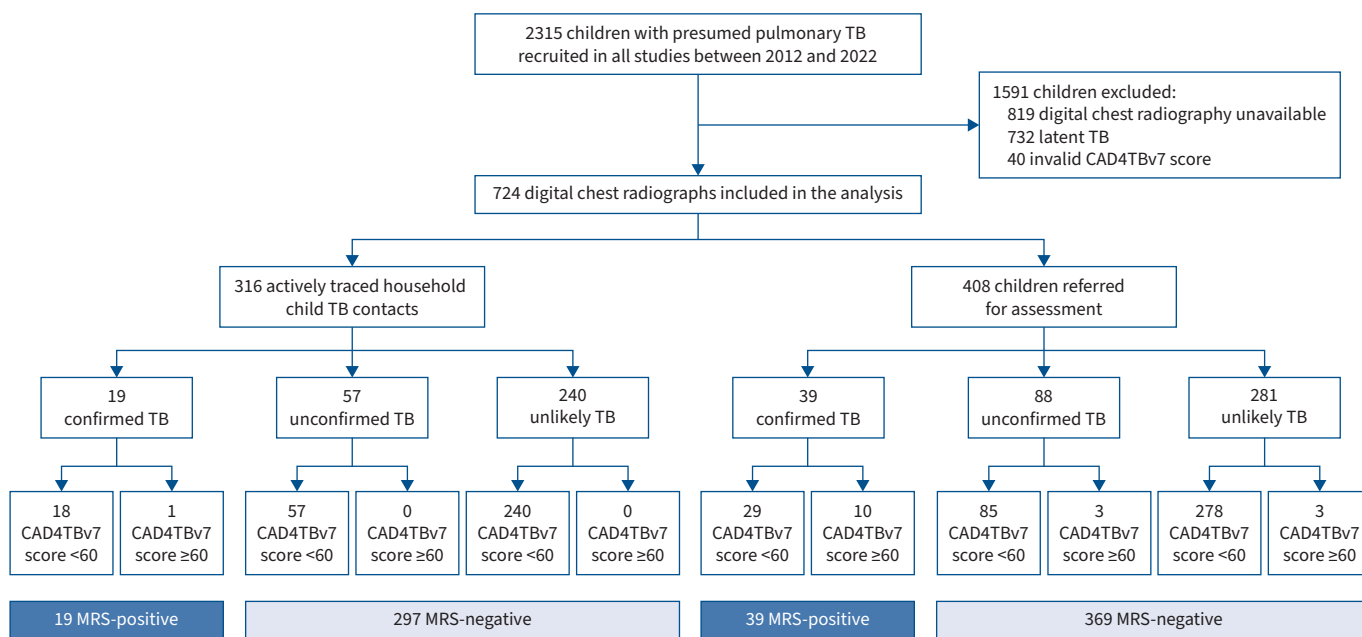 2315 children with presumed pulmonary TB
recruited in all studies between 2012 and 2022
1591 children excluded:
819 digital chest radiography unavailable
732 latent TB
40 invalid CAD4TBv7 score
724 digital chest radiographs included in the analysis
316 actively traced household
child TB contacts
408 children referred
for assessment
19
confirmed TB
57
unconfirmed TB
240
unlikely TB
39
confirmed TB
88
unconfirmed TB
281
unlikely TB
18
CAD4TBv7
score <60
1
CAD4TBv7
score ≥60
57
CAD4TBv7
score <60
0
CAD4TBv7
score ≥60
240
CAD4TBv7
score <60
0
CAD4TBv7
score ≥60
29
CAD4TBv7
score <60
10
CAD4TBv7
score ≥60
85
CAD4TBv7
score <60
3
CAD4TBv7
score ≥60
278
CAD4TBv7
score <60
3
CAD4TBv7
score ≥60
19 MRS-positive
297 MRS-negative
39 MRS-positive
369 MRS-negative